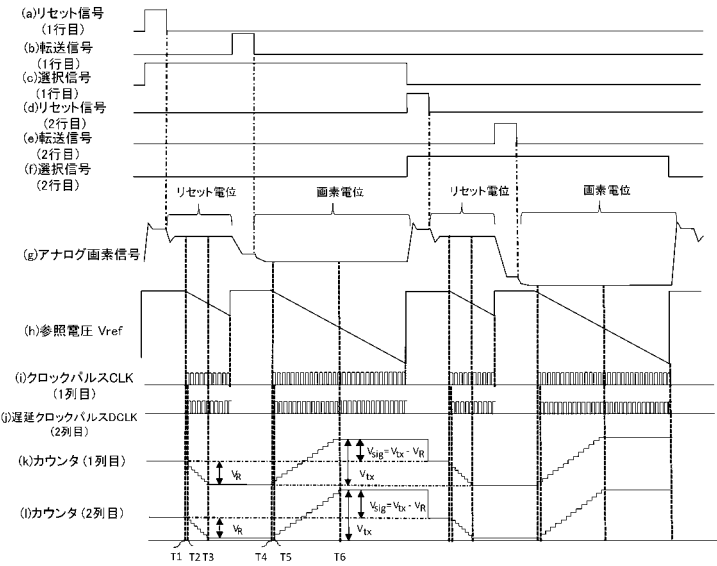 (a)リセット信号
(1行目)
(b)転送信号
(1行目)
(c)選択信号
(1行目)
(d)リセット信号
(2行目)
(e)転送信号
(2行目)
(f)選択信号
(2行目)
リセット電位
画素電位
リセット電位
画素電位
(g)アナログ画素信号
(h)参照電圧 Vref
(i)クロックパルスCLK
(1列目)
(j)遅延クロックパルスDCLK
(2列目)
(k)カウンタ(1列目)
VR
Vsig=Vtx - VR
Vtx
(l)カウンタ(2列目)
VR
Vsig=Vtx - VR
Vtx
T1 T2 T3 T4 T5 T6